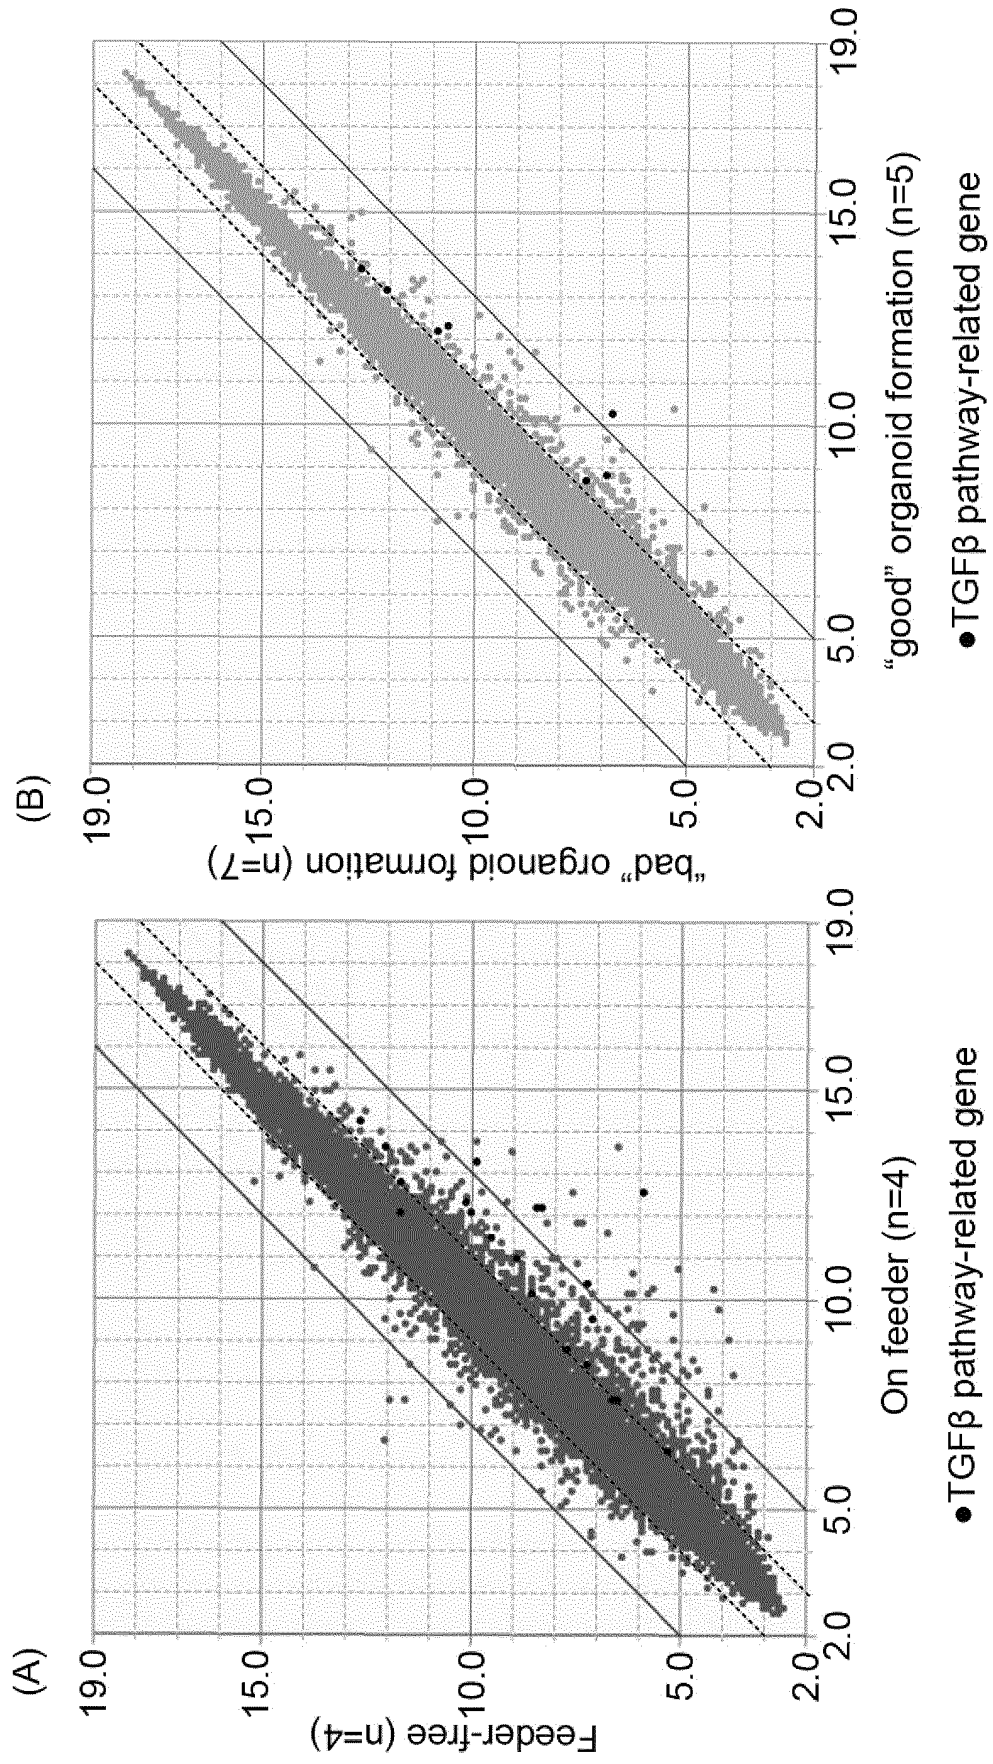 (A)
Feeder-free (n=4)
19.0
15.0
10.0
5.0
2.0
2.0
5.0
10.0
15.0
19.0
On feeder (n=4)
●TGFβ pathway-related gene
(B)
“bad” organoid formation (n=7)
19.0
15.0
10.0
5.0
2.0
2.0
5.0
10.0
15.0
19.0
“good” organoid formation (n=5)
●TGFβ pathway-related gene